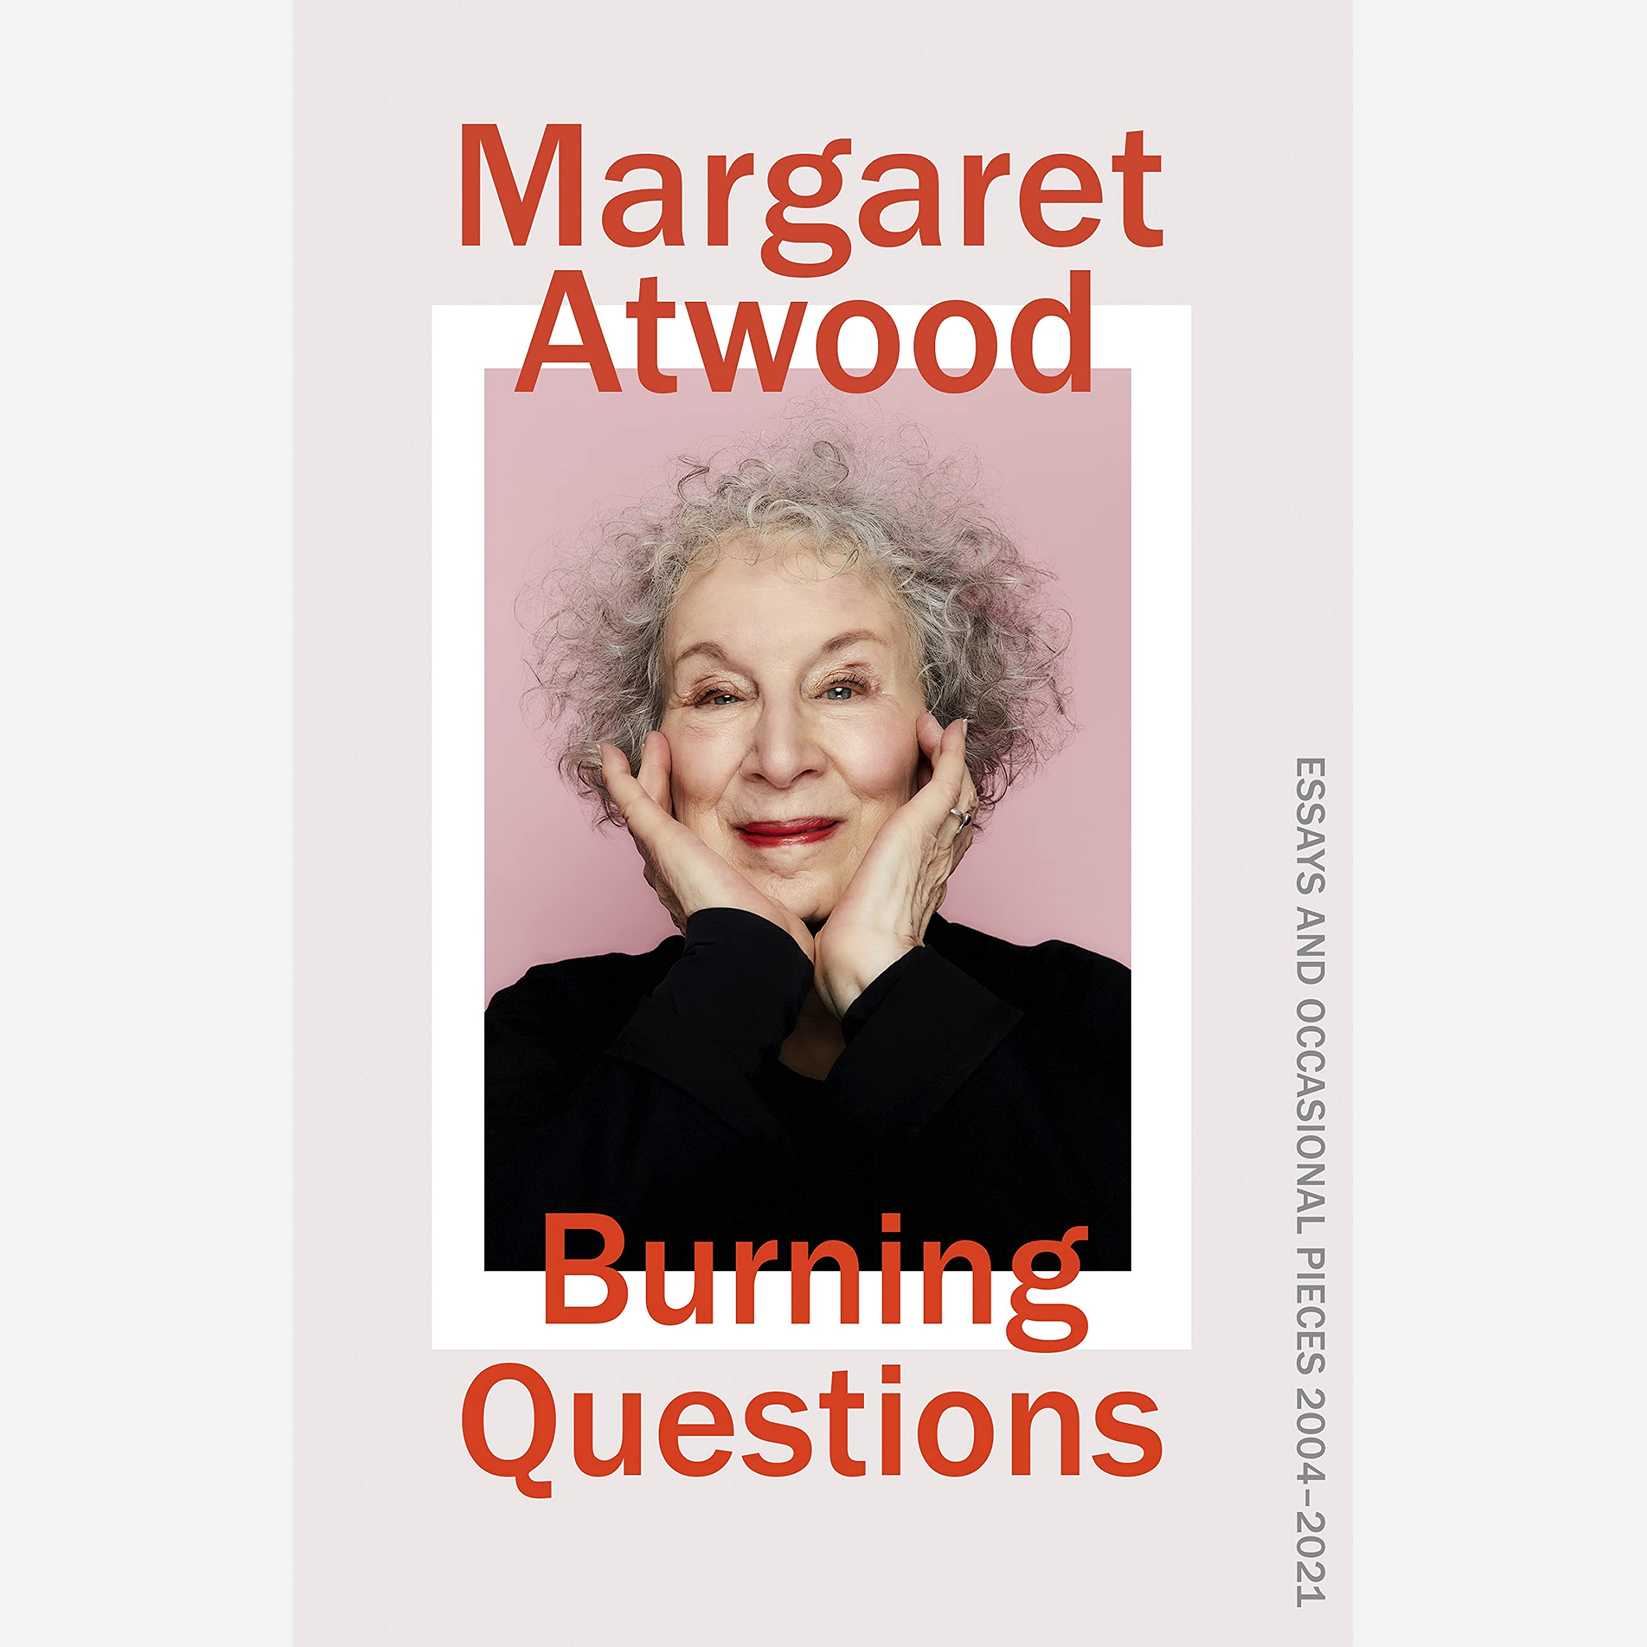 Margaret
Atwood
Burning
Questions
ESSAYS AND OCCASIONAL PIECES 2004–2021